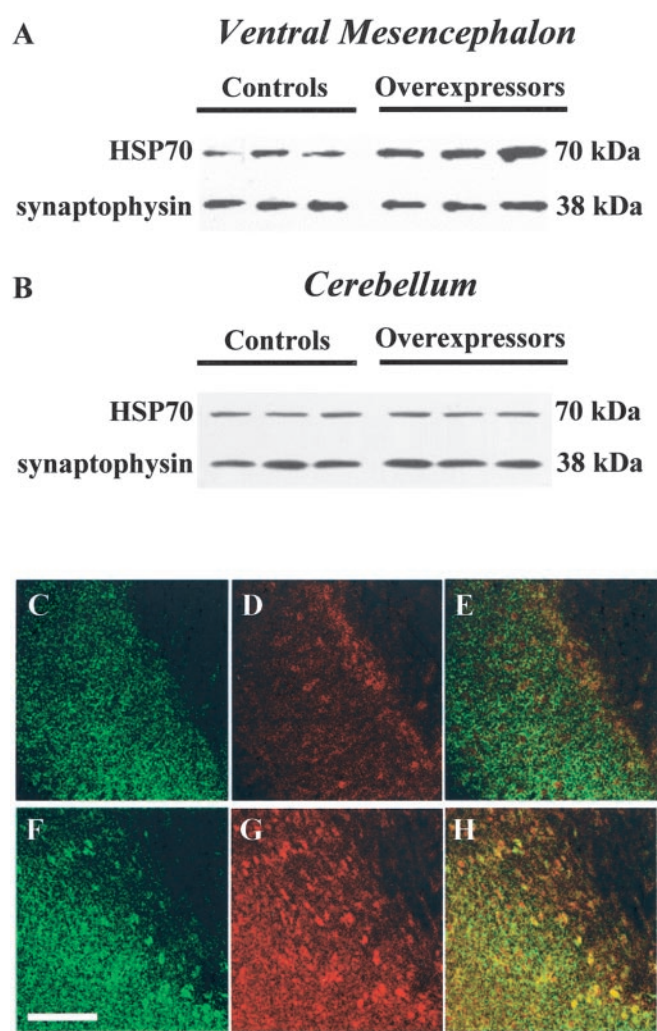 A Ventral Mesencephalon
Controls Overexpressors
HSP70 70 kDa
synaptophysin 38 kDa
B Cerebellum
Controls Overexpressors
HSP70 70 kDa
synaptophysin 38 kDa
C D E
F G H